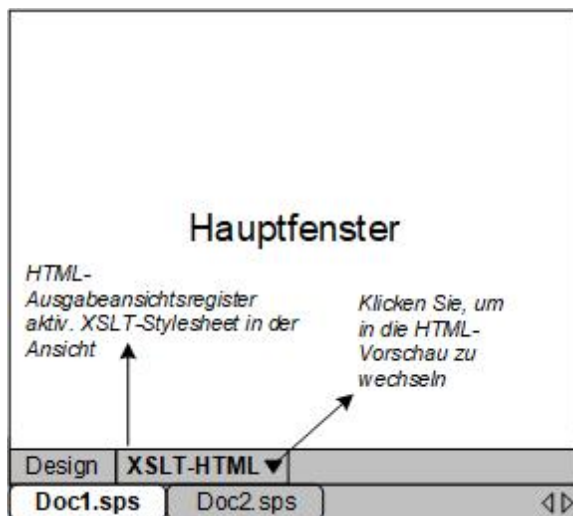 Hauptfenster
HTML-
Ausgabeansichtsregister
aktiv. XSLT-Stylesheet in der
Ansicht
Klicken Sie, um
in die HTML-
Vorschau zu
wechseln
Design XSLT-HTML
Doc1.sps Doc2.sps